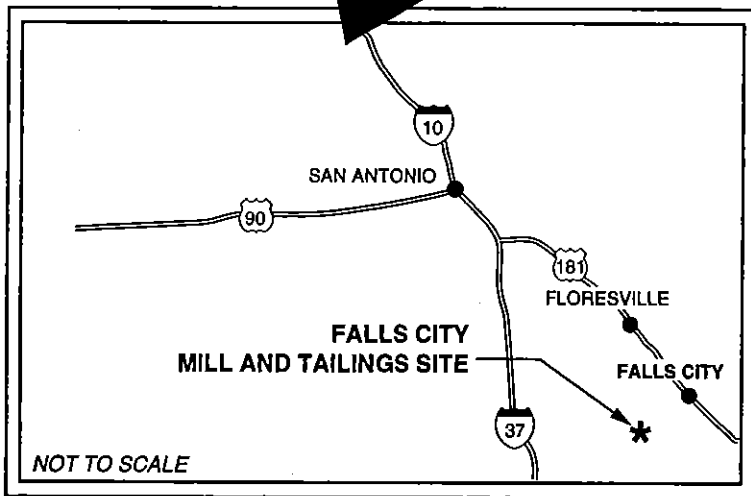 10
SAN ANTONIO
90
181
FLORESVILLE
FALLS CITY
MILL AND TAILINGS SITE
FALLS CITY
37
NOT TO SCALE